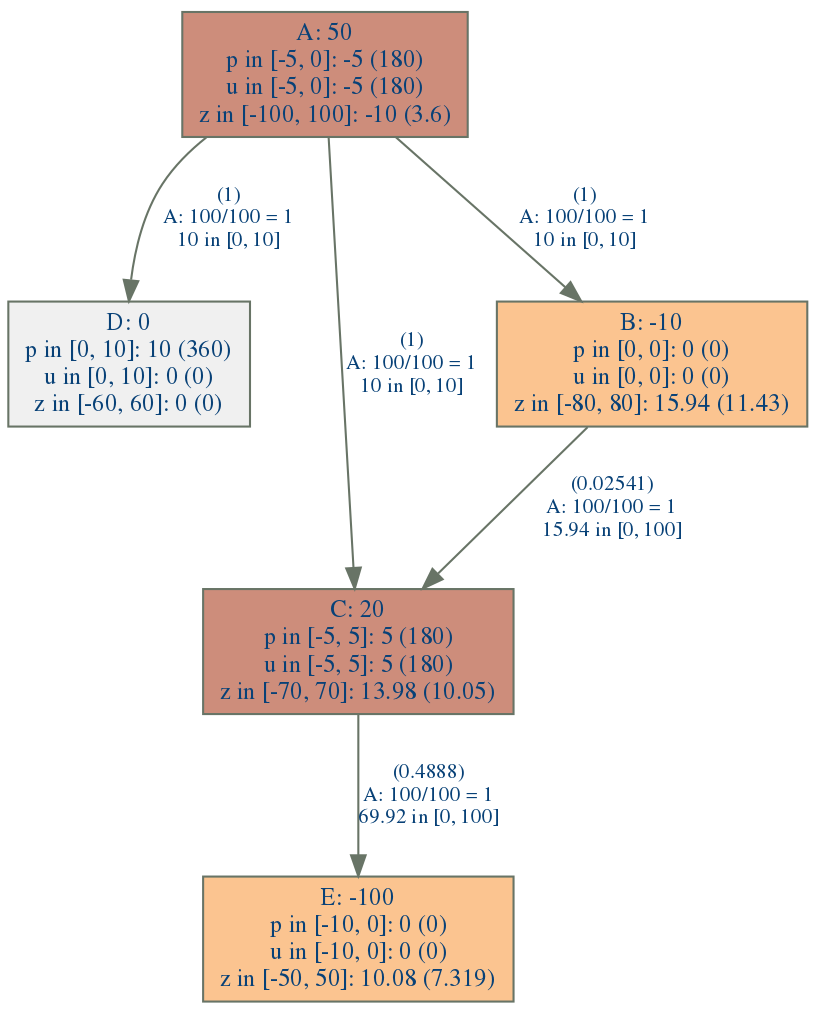 A: 50
p in [-5, 0]: -5 (180)
u in [-5, 0]: -5 (180)
z in [-100, 100]: -10 (3.6)
(1)
A: 100/100 = 1
10 in [0, 10]
(1)
A: 100/100 = 1
10 in [0, 10]
D: 0
p in [0, 10]: 10 (360)
u in [0, 10]: 0 (0)
z in [-60, 60]: 0 (0)
(1)
A: 100/100 = 1
10 in [0, 10]
B: -10
p in [0, 0]: 0 (0)
u in [0, 0]: 0 (0)
z in [-80, 80]: 15.94 (11.43)
(0.02541)
A: 100/100 = 1
15.94 in [0, 100]
C: 20
p in [-5, 5]: 5 (180)
u in [-5, 5]: 5 (180)
z in [-70, 70]: 13.98 (10.05)
(0.4888)
A: 100/100 = 1
69.92 in [0, 100]
E: -100
p in [-10, 0]: 0 (0)
u in [-10, 0]: 0 (0)
z in [-50, 50]: 10.08 (7.319)